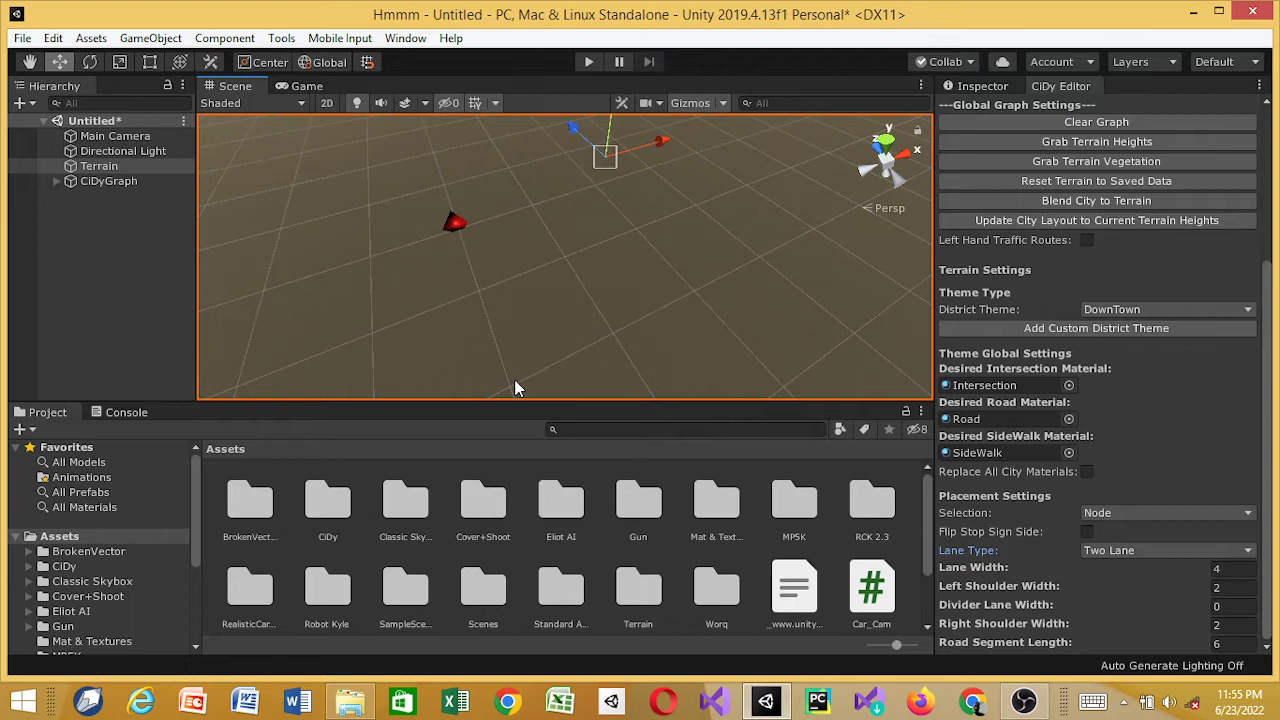 Hmmm - Untitled - PC, Mac & Linux Standalone - Unity 2019.4.13f1 Personal* <DX11>
File Edit Assets GameObject Component Tools Mobile Input Window Help
Center Global Collab Account Layers Default
Hierarchy
All
Untitled*
Main Camera
Directional Light
Terrain
CiDyGraph
Scene Game
Shaded 2D 0 Gizmos All
y
z
x
Persp
Inspector CiDy Editor
---Global Graph Settings---
Clear Graph
Grab Terrain Heights
Grab Terrain Vegetation
Reset Terrain to Saved Data
Blend City to Terrain
Update City Layout to Current Terrain Heights
Left Hand Traffic Routes:
Terrain Settings
Theme Type
District Theme: DownTown
Add Custom District Theme
Theme Global Settings
Desired Intersection Material:
Intersection
Desired Road Material:
Road
Desired SideWalk Material:
SideWalk
Replace All City Materials:
Placement Settings
Selection: Node
Flip Stop Sign Side:
Lane Type: Two Lane
Lane Width: 4
Left Shoulder Width: 2
Divider Lane Width: 0
Right Shoulder Width: 2
Road Segment Length: 6
Project Console
8
Favorites
All Models
Animations
All Prefabs
All Materials
Assets
BrokenVector
CiDy
Classic Skybox
Cover+Shoot
Eliot AI
Gun
Mat & Textures
Assets
BrokenVect... CiDy Classic Sky... Cover+Shoot Eliot AI Gun Mat & Text... MP5K RCK 2.3
RealisticCar... Robot Kyle SampleSce... Scenes Standard A... Terrain Worq _www.unity... Car_Cam
Auto Generate Lighting Off
11:55 PM
6/23/2022